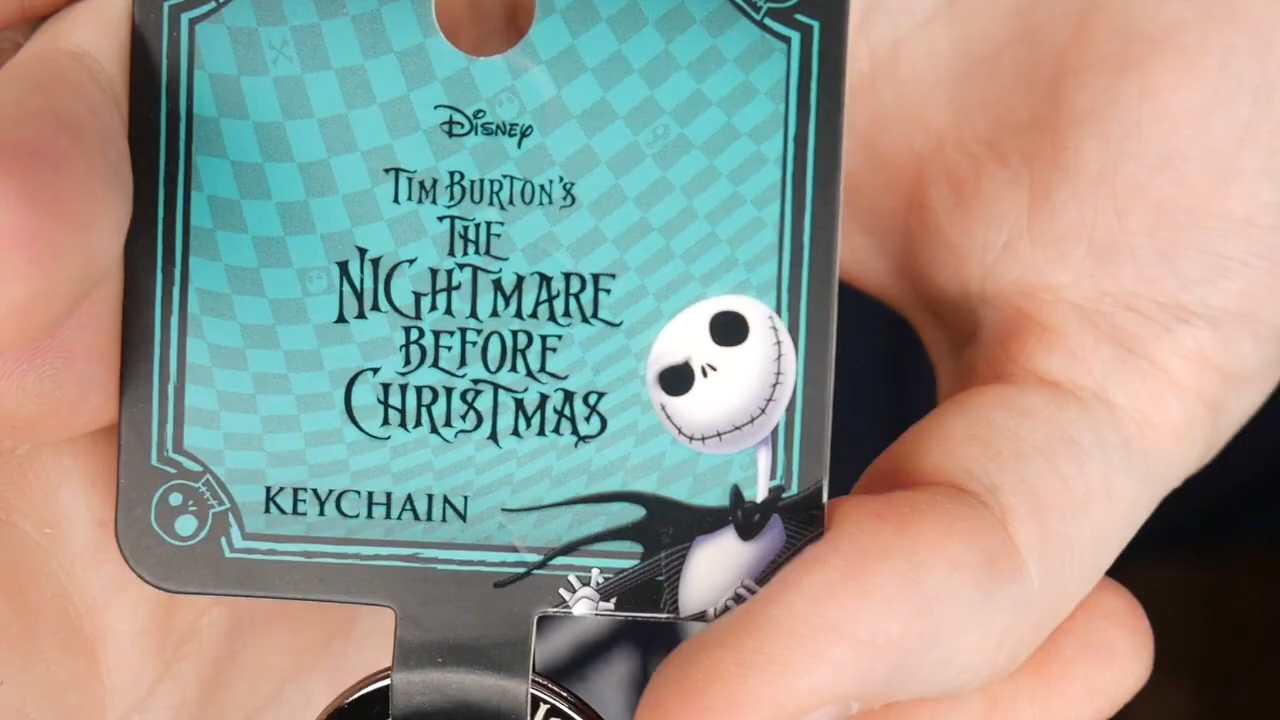 Disney
TIM BURTON'S
THE
NIGHTMARE
BEFORE
CHRISTMAS
KEYCHAIN